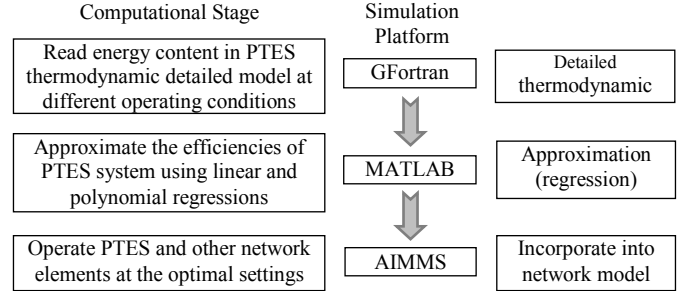 Computational Stage
Simulation
Platform
Read energy content in PTES
thermodynamic detailed model at
different operating conditions
GFortran
Detailed
thermodynamic
Approximate the efficiencies of
PTES system using linear and
polynomial regressions
MATLAB
Approximation
(regression)
Operate PTES and other network
elements at the optimal settings
AIMMS
Incorporate into
network model